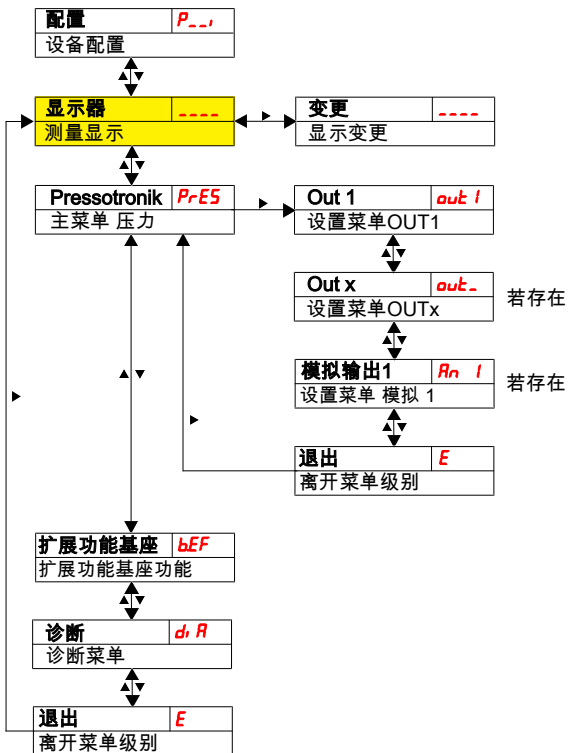 配置 P__i
设备配置
显示器 ----
测量显示
变更 ----
显示变更
Pressotronik PrES
主菜单 压力
Out 1 out 1
设置菜单OUT1
Out x out_
设置菜单OUTx
若存在
模拟输出1 An 1
设置菜单 模拟 1
若存在
退出 E
离开菜单级别
扩展功能基座 b.EF
扩展功能基座功能
诊断 di A
诊断菜单
退出 E
离开菜单级别